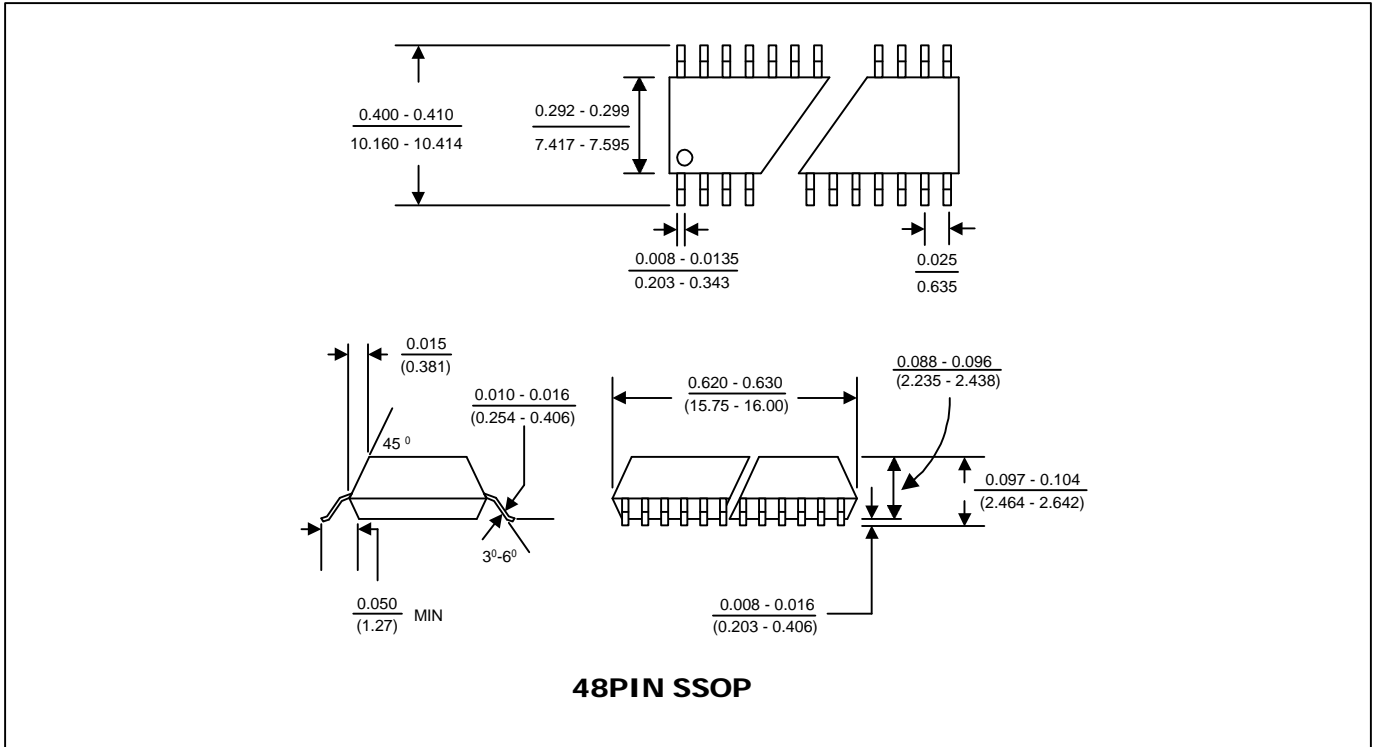 0.400 - 0.410
10.160 - 10.414
0.292 - 0.299
7.417 - 7.595
0.008 - 0.0135
0.203 - 0.343
0.025
0.635
0.015
(0.381)
0.010 - 0.016
(0.254 - 0.406)
45 ⁰
3⁰-6⁰
0.050 MIN
(1.27)
0.620 - 0.630
(15.75 - 16.00)
0.088 - 0.096
(2.235 - 2.438)
0.097 - 0.104
(2.464 - 2.642)
0.008 - 0.016
(0.203 - 0.406)
48PIN SSOP